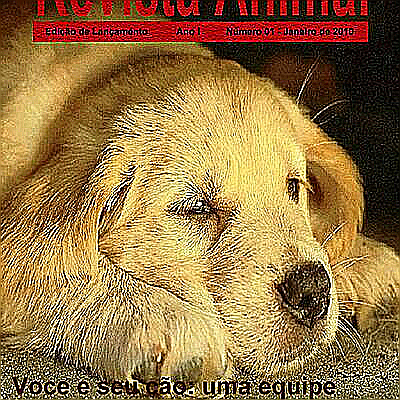 Revista Animal
Edição de Lançamento Ano I Número 01 - Janeiro de 2010
Você e seu cão: uma equipe